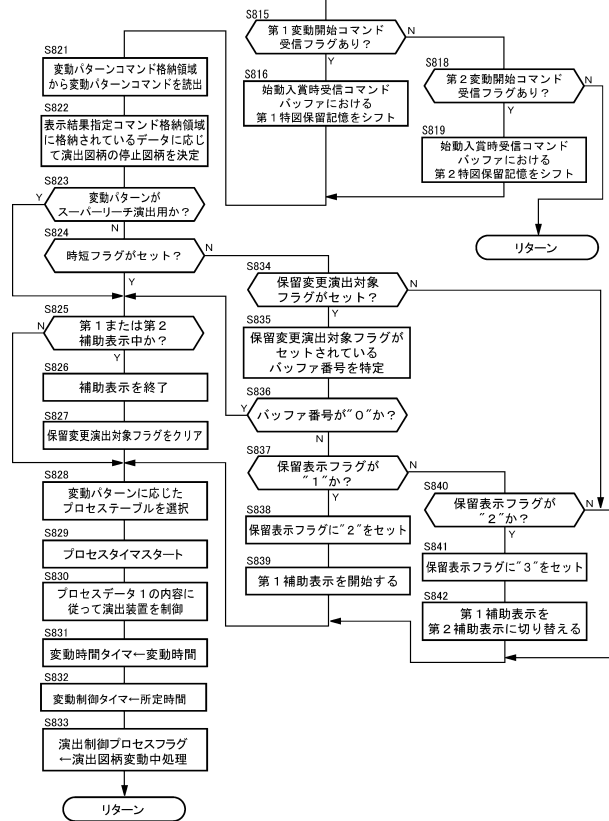 S815
第１変動開始コマンド
受信フラグあり？
N
Y
S816
始動入賞時受信コマンド
バッファにおける
第１特図保留記憶をシフト
S818
第２変動開始コマンド
受信フラグあり？
N
Y
S819
始動入賞時受信コマンド
バッファにおける
第２特図保留記憶をシフト
リターン
S821
変動パターンコマンド格納領域
から変動パターンコマンドを読出
S822
表示結果指定コマンド格納領域
に格納されているデータに応じ
て演出図柄の停止図柄を決定
S823
Y
変動パターンが
スーパーリーチ演出用か？
N
S824
時短フラグがセット？
N
Y
S825
N
第１または第２
補助表示中か？
Y
S826
補助表示を終了
S827
保留変更演出対象フラグをクリア
S828
変動パターンに応じた
プロセステーブルを選択
S829
プロセスタイマスタート
S830
プロセスデータ１の内容に
従って演出装置を制御
S831
変動時間タイマ←変動時間
S832
変動制御タイマ←所定時間
S833
演出制御プロセスフラグ
←演出図柄変動中処理
リターン
S834
保留変更演出対象
フラグがセット？
N
Y
S835
保留変更演出対象フラグが
セットされている
バッファ番号を特定
S836
Y
バッファ番号が"０"か？
N
S837
保留表示フラグが
"１"か？
N
Y
S838
保留表示フラグに"２"をセット
S839
第１補助表示を開始する
S840
保留表示フラグが
"２"か？
N
Y
S841
保留表示フラグに"３"をセット
S842
第１補助表示を
第２補助表示に切り替える